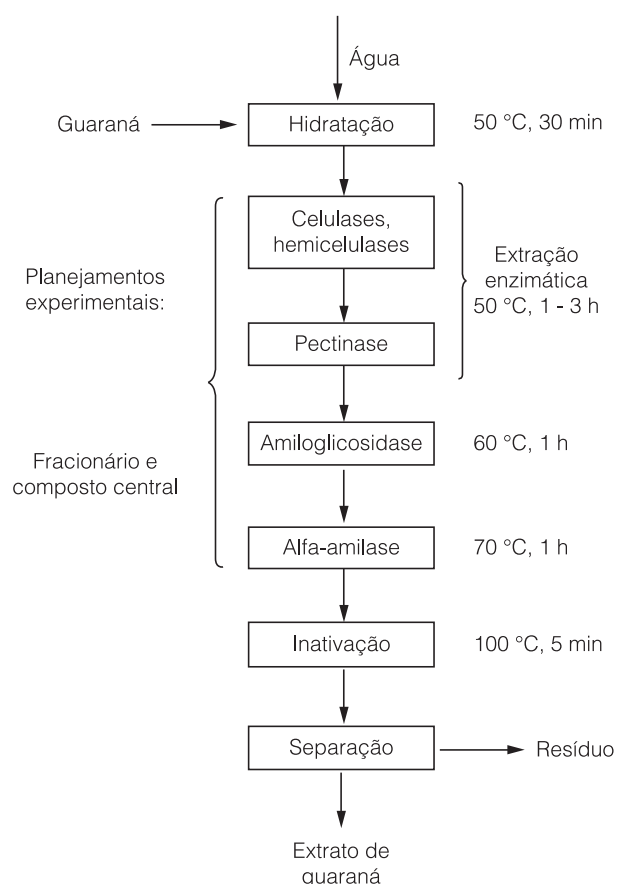 Água
Guaraná
Hidratação
50 °C, 30 min
Celulases,
hemicelulases
Planejamentos
experimentais:
Extração
enzimática
50 °C, 1 - 3 h
Pectinase
Amiloglicosidase
60 °C, 1 h
Fracionário e
composto central
Alfa-amilase
70 °C, 1 h
Inativação
100 °C, 5 min
Separação
Resíduo
Extrato de
guaraná